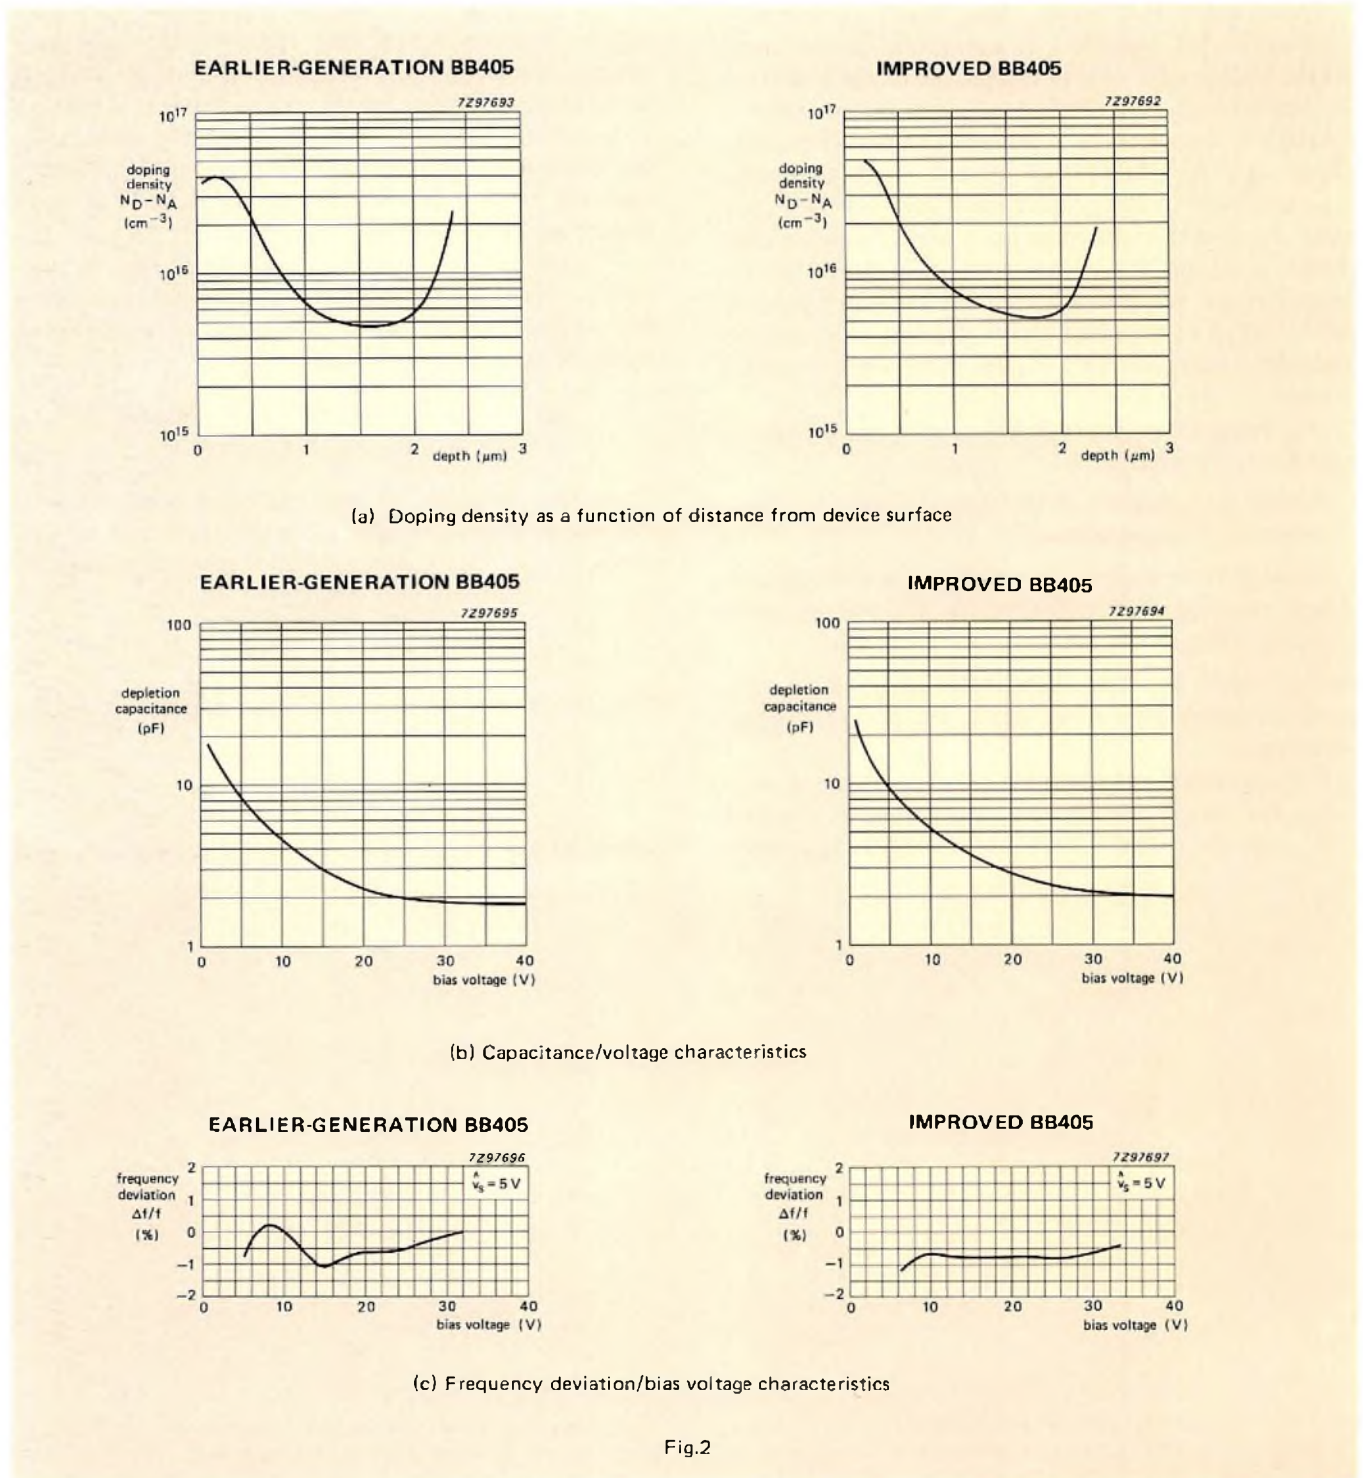 EARLIER-GENERATION BB405
7Z97693
10¹⁷
doping
density
N_D - N_A
(cm⁻³)
10¹⁶
10¹⁵
0 1 2 3
depth (μm)
IMPROVED BB405
7Z97692
10¹⁷
doping
density
N_D - N_A
(cm⁻³)
10¹⁶
10¹⁵
0 1 2 3
depth (μm)
(a) Doping density as a function of distance from device surface
EARLIER-GENERATION BB405
7Z97695
100
depletion
capacitance
(pF)
10
1
0 10 20 30 40
bias voltage (V)
IMPROVED BB405
7Z97694
100
depletion
capacitance
(pF)
10
1
0 10 20 30 40
bias voltage (V)
(b) Capacitance/voltage characteristics
EARLIER-GENERATION BB405
7Z97696
frequency
deviation
Δf/f
(%)
2
1
0
−1
−2
v̂s = 5 V
0 10 20 30 40
bias voltage (V)
IMPROVED BB405
7Z97697
frequency
deviation
Δf/f
(%)
2
1
0
−1
−2
v̂s = 5 V
0 10 20 30 40
bias voltage (V)
(c) Frequency deviation/bias voltage characteristics
Fig.2